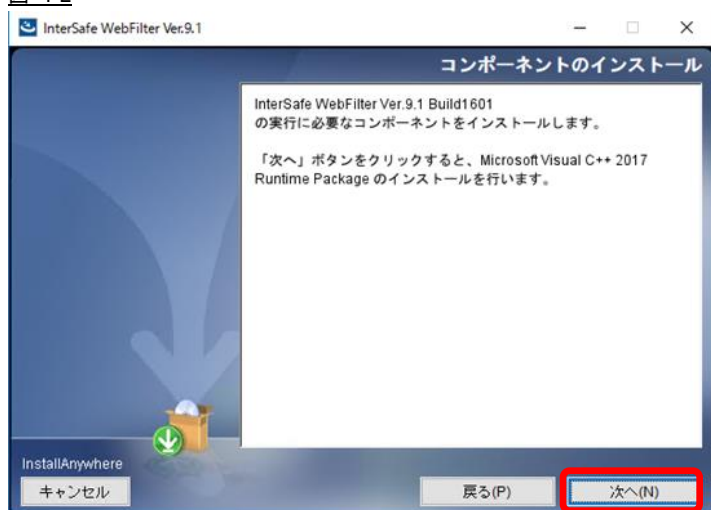 InterSafe WebFilter Ver.9.1
コンポーネントのインストール
InterSafe WebFilter Ver.9.1 Build1601
の実行に必要なコンポーネントをインストールします。
「次へ」ボタンをクリックすると、Microsoft Visual C++ 2017
Runtime Package のインストールを行います。
InstallAnywhere
キャンセル
戻る(P)
次へ(N)